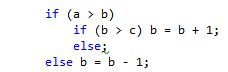 if (a > b)
if (b > c) b = b + 1;
else;
else b = b - 1;